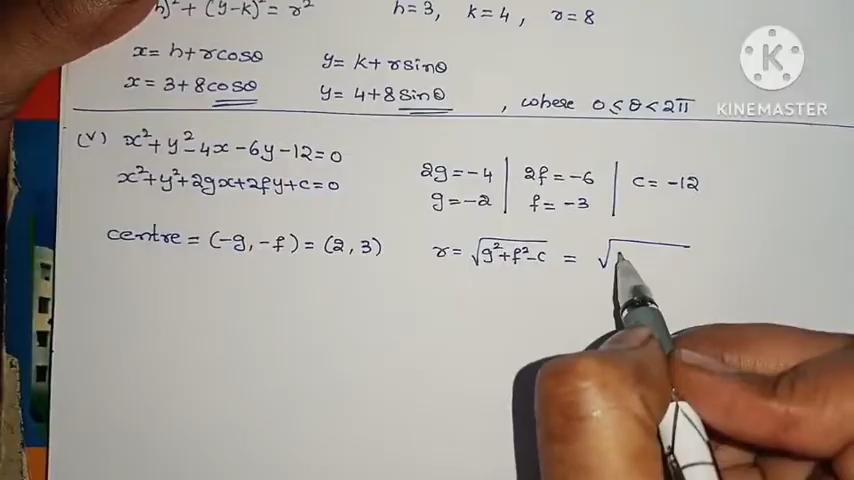 h)² + (y-k)² = r² h=3, k=4, r=8
x = h+rcosθ y = k+rsinθ
x = 3+8cosθ y = 4+8sinθ , where 0≤θ<2π
K
KINEMASTER
(v) x²+y²-4x-6y-12=0
x²+y²+2gx+2fy+c=0
2g=-4 | 2f=-6 | c=-12
g=-2 | f=-3
centre = (-g,-f) = (2,3) r = √g²+f²-c = √